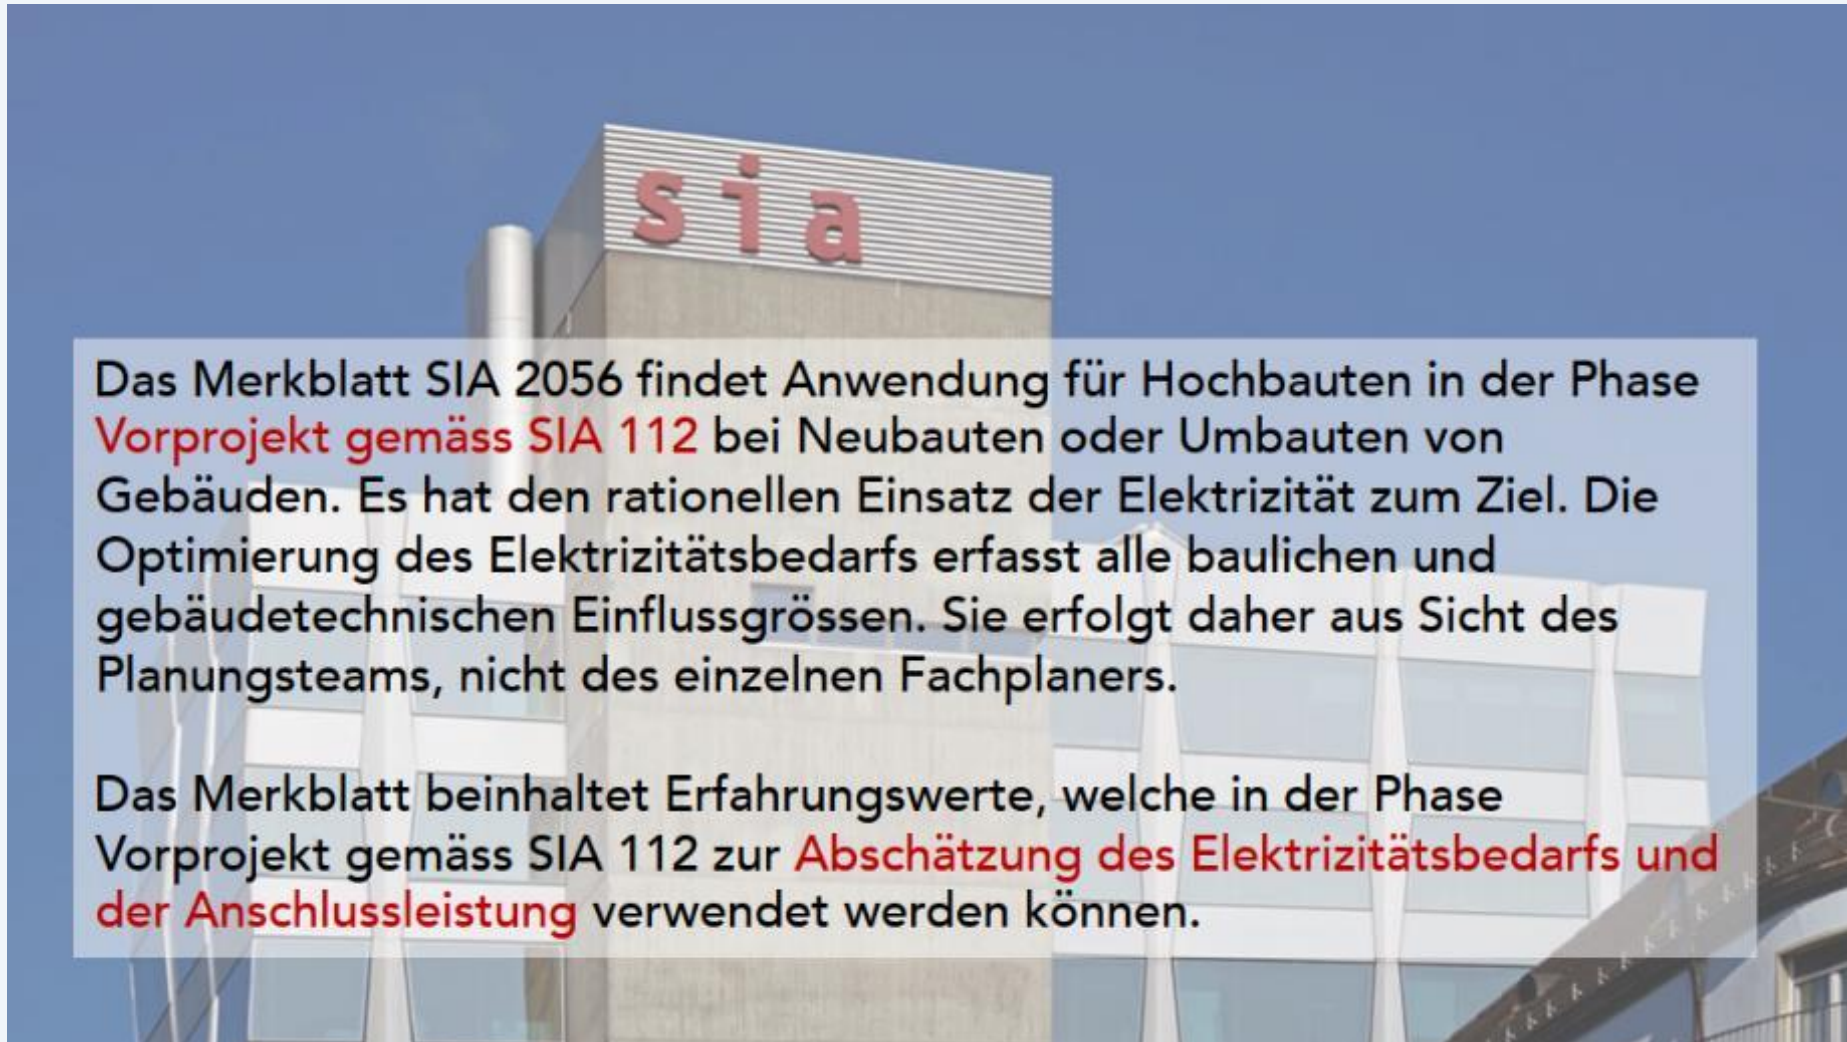 sia
Das Merkblatt SIA 2056 findet Anwendung für Hochbauten in der Phase
Vorprojekt gemäss SIA 112 bei Neubauten oder Umbauten von
Gebäuden. Es hat den rationellen Einsatz der Elektrizität zum Ziel. Die
Optimierung des Elektrizitätsbedarfs erfasst alle baulichen und
gebäudetechnischen Einflussgrössen. Sie erfolgt daher aus Sicht des
Planungsteams, nicht des einzelnen Fachplaners.
Das Merkblatt beinhaltet Erfahrungswerte, welche in der Phase
Vorprojekt gemäss SIA 112 zur Abschätzung des Elektrizitätsbedarfs und
der Anschlussleistung verwendet werden können.